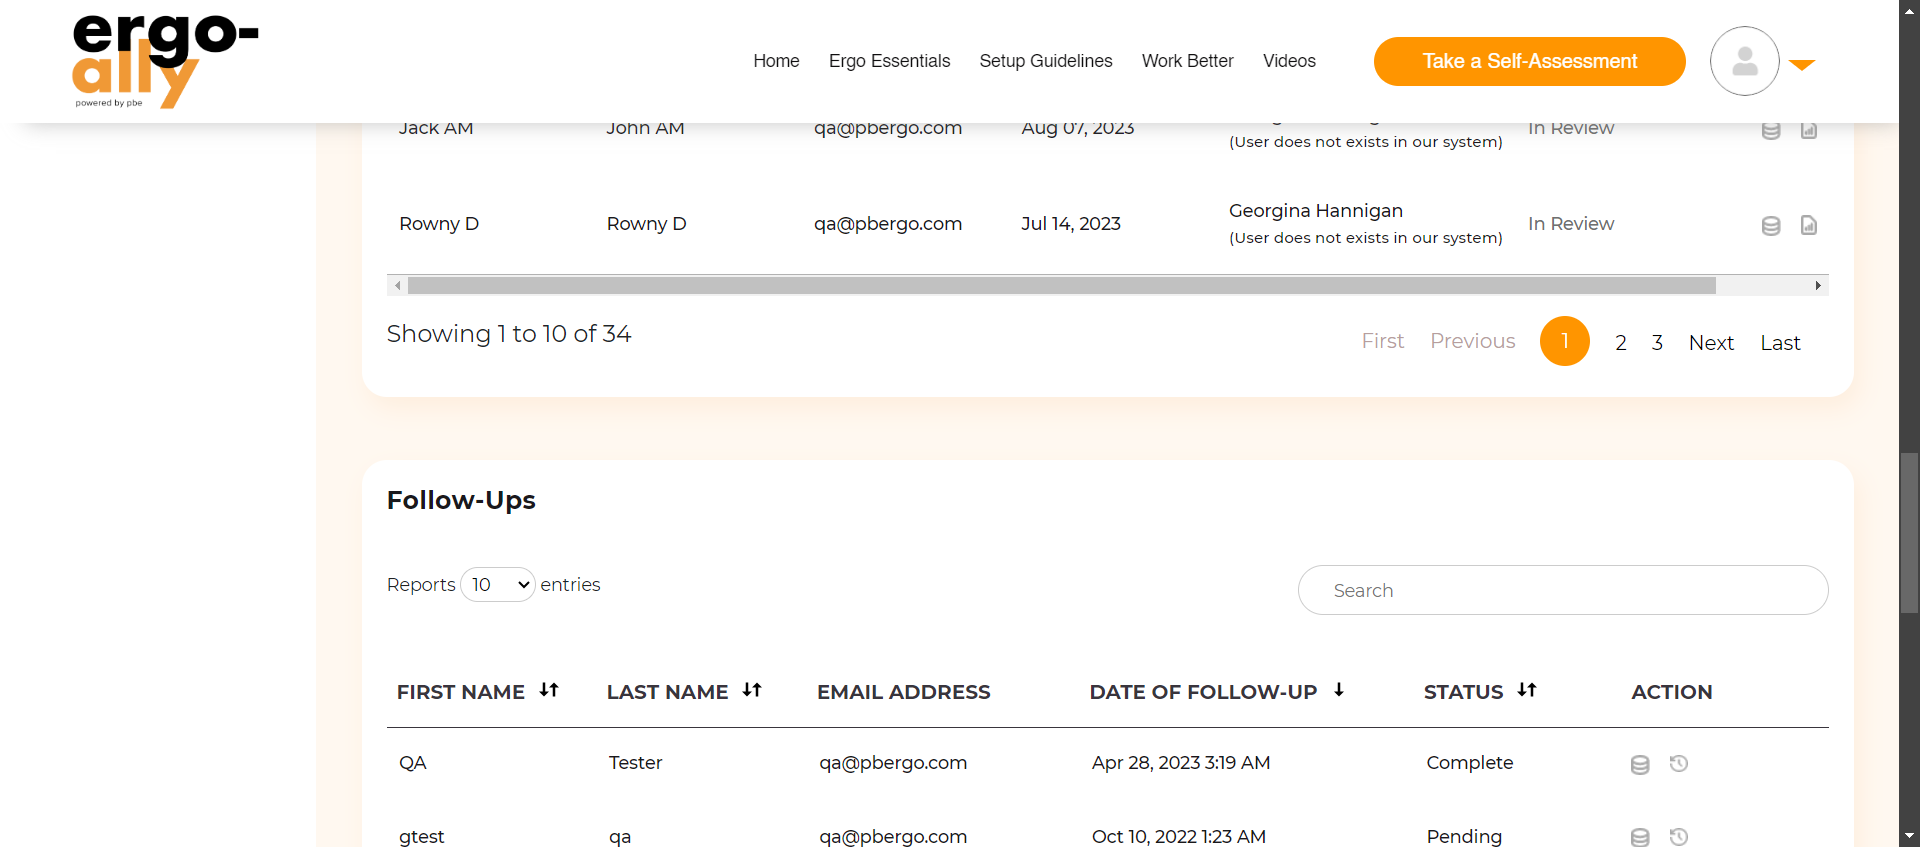 ergo-
ally
powered by pbe
Home Ergo Essentials Setup Guidelines Work Better Videos Take a Self-Assessment
Jack AM John AM qa@pbergo.com Aug 07, 2023 In Review
(User does not exists in our system)
Rowny D Rowny D qa@pbergo.com Jul 14, 2023 Georgina Hannigan In Review
(User does not exists in our system)
Showing 1 to 10 of 34
First Previous 1 2 3 Next Last
Follow-Ups
Reports 10 entries
Search
FIRST NAME LAST NAME EMAIL ADDRESS DATE OF FOLLOW-UP STATUS ACTION
QA Tester qa@pbergo.com Apr 28, 2023 3:19 AM Complete
gtest qa qa@pbergo.com Oct 10, 2022 1:23 AM Pending